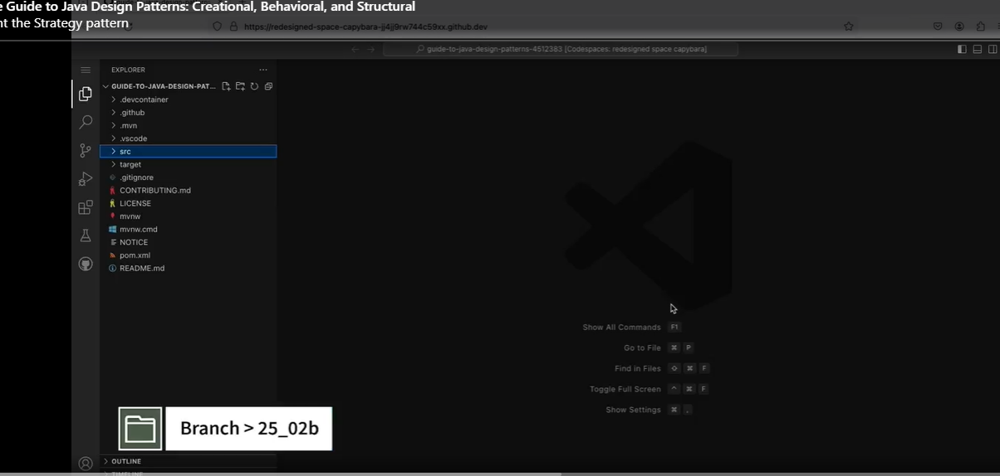 e Guide to Java Design Patterns: Creational, Behavioral, and Structural
nt the Strategy pattern
https://redesigned-space-capybara-jj4jj9rw744c59xx.github.dev
guide-to-java-design-patterns-4512383 [Codespaces: redesigned space capybara]
EXPLORER
GUIDE-TO-JAVA-DESIGN-PAT...
.devcontainer
.github
.mvn
.vscode
src
target
.gitignore
CONTRIBUTING.md
LICENSE
mvnw
mvnw.cmd
NOTICE
pom.xml
README.md
Show All Commands F1
Go to File ⌘ P
Find in Files ⇧ ⌘ F
Toggle Full Screen ^ ⌘ F
Show Settings ⌘ ,
Branch > 25_02b
OUTLINE
TIMELINE